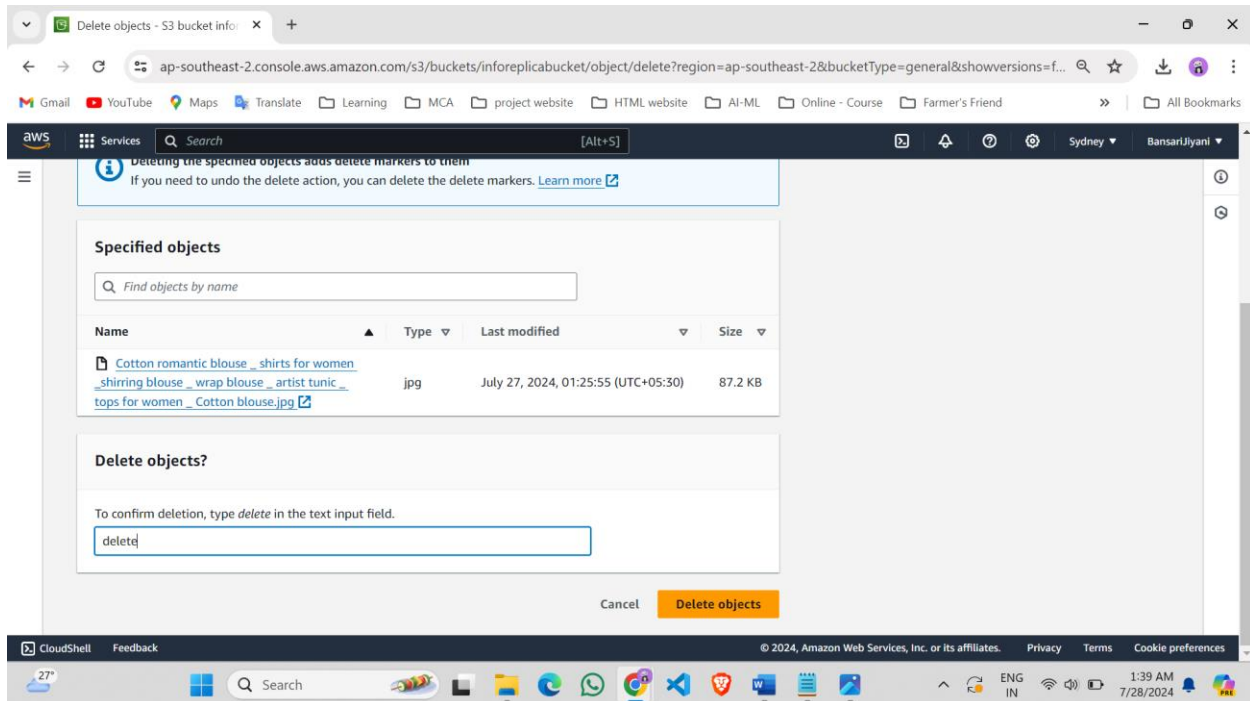 Delete objects - S3 bucket info
ap-southeast-2.console.aws.amazon.com/s3/buckets/inforeplicabucket/object/delete?region=ap-southeast-2&bucketType=general&showversions=f...
Gmail YouTube Maps Translate Learning MCA project website HTML website AI-ML Online - Course Farmer's Friend » All Bookmarks
aws Services Search [Alt+S] Sydney BansariJiyani
Deleting the specified objects adds delete markers to them
If you need to undo the delete action, you can delete the delete markers. Learn more
Specified objects
Find objects by name
Name Type Last modified Size
Cotton romantic blouse _ shirts for women
_shirring blouse _ wrap blouse _ artist tunic _ jpg July 27, 2024, 01:25:55 (UTC+05:30) 87.2 KB
tops for women _ Cotton blouse.jpg
Delete objects?
To confirm deletion, type delete in the text input field.
delete
Cancel Delete objects
CloudShell Feedback © 2024, Amazon Web Services, Inc. or its affiliates. Privacy Terms Cookie preferences
27° Search ENG 1:39 AM
IN 7/28/2024
PRE